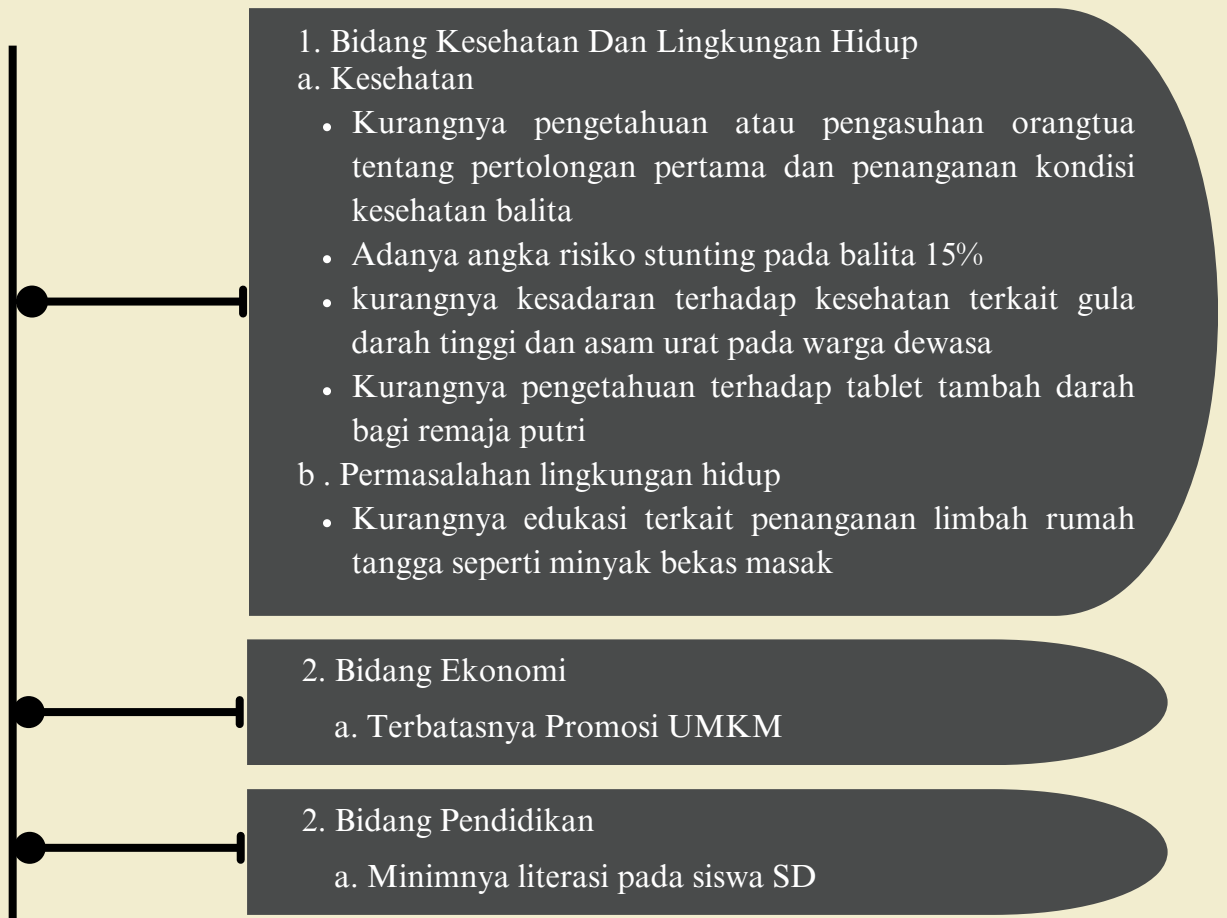 1. Bidang Kesehatan Dan Lingkungan Hidup
a. Kesehatan
• Kurangnya pengetahuan atau pengasuhan orangtua
tentang pertolongan pertama dan penanganan kondisi
kesehatan balita
• Adanya angka risiko stunting pada balita 15%
• kurangnya kesadaran terhadap kesehatan terkait gula
darah tinggi dan asam urat pada warga dewasa
• Kurangnya pengetahuan terhadap tablet tambah darah
bagi remaja putri
b . Permasalahan lingkungan hidup
• Kurangnya edukasi terkait penanganan limbah rumah
tangga seperti minyak bekas masak
2. Bidang Ekonomi
a. Terbatasnya Promosi UMKM
2. Bidang Pendidikan
a. Minimnya literasi pada siswa SD